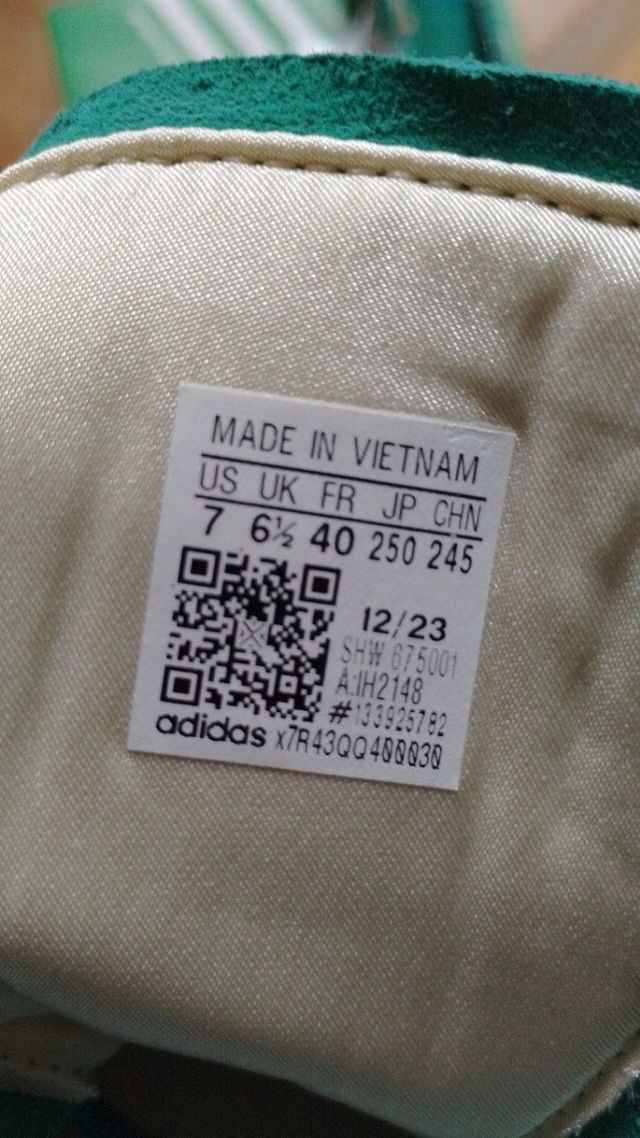 MADE IN VIETNAM
US UK FR JP CHN
7 6½ 40 250 245
12/23
SHW 675001
A:IH2148
#133925782
adidas x7R43QQ400030